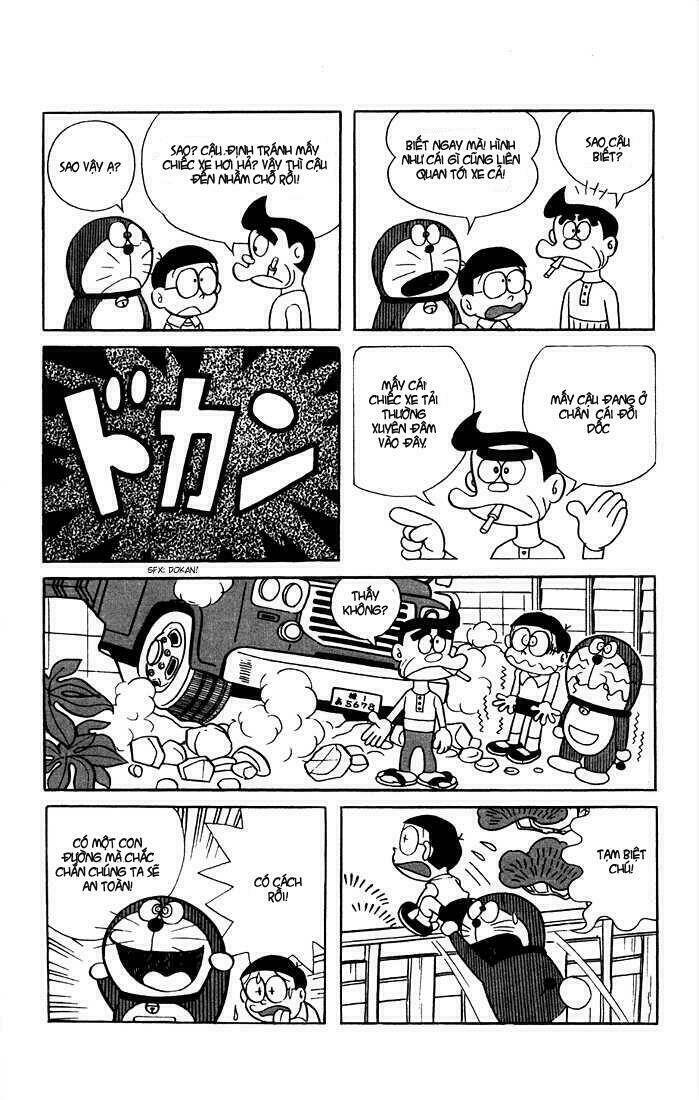 SAO VẬY Ạ?
SAO? CẬU ĐỊNH TRÁNH MẤY
CHIẾC XE HƠI HẢ? VẬY THÌ CẬU
ĐẾN NHẦM CHỖ RỒI!
BIẾT NGAY MÀ! HÌNH
NHƯ CÁI GÌ CŨNG LIÊN
QUAN TỚI XE CẢ!
SAO CẬU
BIẾT?
ドカン
SFX: DOKAN!
MẤY CÁI
CHIẾC XE TẢI
THƯỜNG
XUYÊN ĐÂM
VÀO ĐÂY.
MẤY CẬU ĐANG Ở
CHÂN CÁI ĐỒI
DỐC
THẤY
KHÔNG?
5678
CÓ MỘT CON
ĐƯỜNG MÀ CHẮC
CHẮN CHÚNG TA SẼ
AN TOÀN!
CÓ CÁCH
RỒI!
TẠM BIỆT
CHÚ!